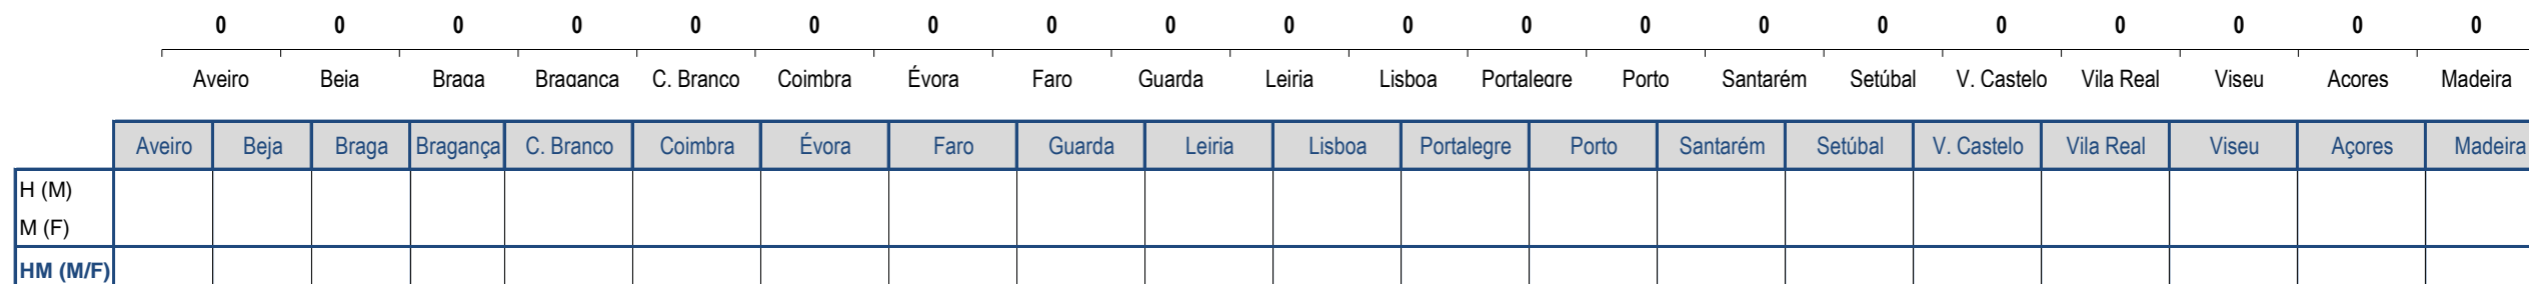 0 0 0 0 0 0 0 0 0 0 0 0 0 0 0 0 0 0 0 0
Aveiro Beja Braga Bragança C. Branco Coimbra Évora Faro Guarda Leiria Lisboa Portalegre Porto Santarém Setúbal V. Castelo Vila Real Viseu Açores Madeira
Aveiro Beja Braga Bragança C. Branco Coimbra Évora Faro Guarda Leiria Lisboa Portalegre Porto Santarém Setúbal V. Castelo Vila Real Viseu Açores Madeira
H (M)
M (F)
HM (M/F)